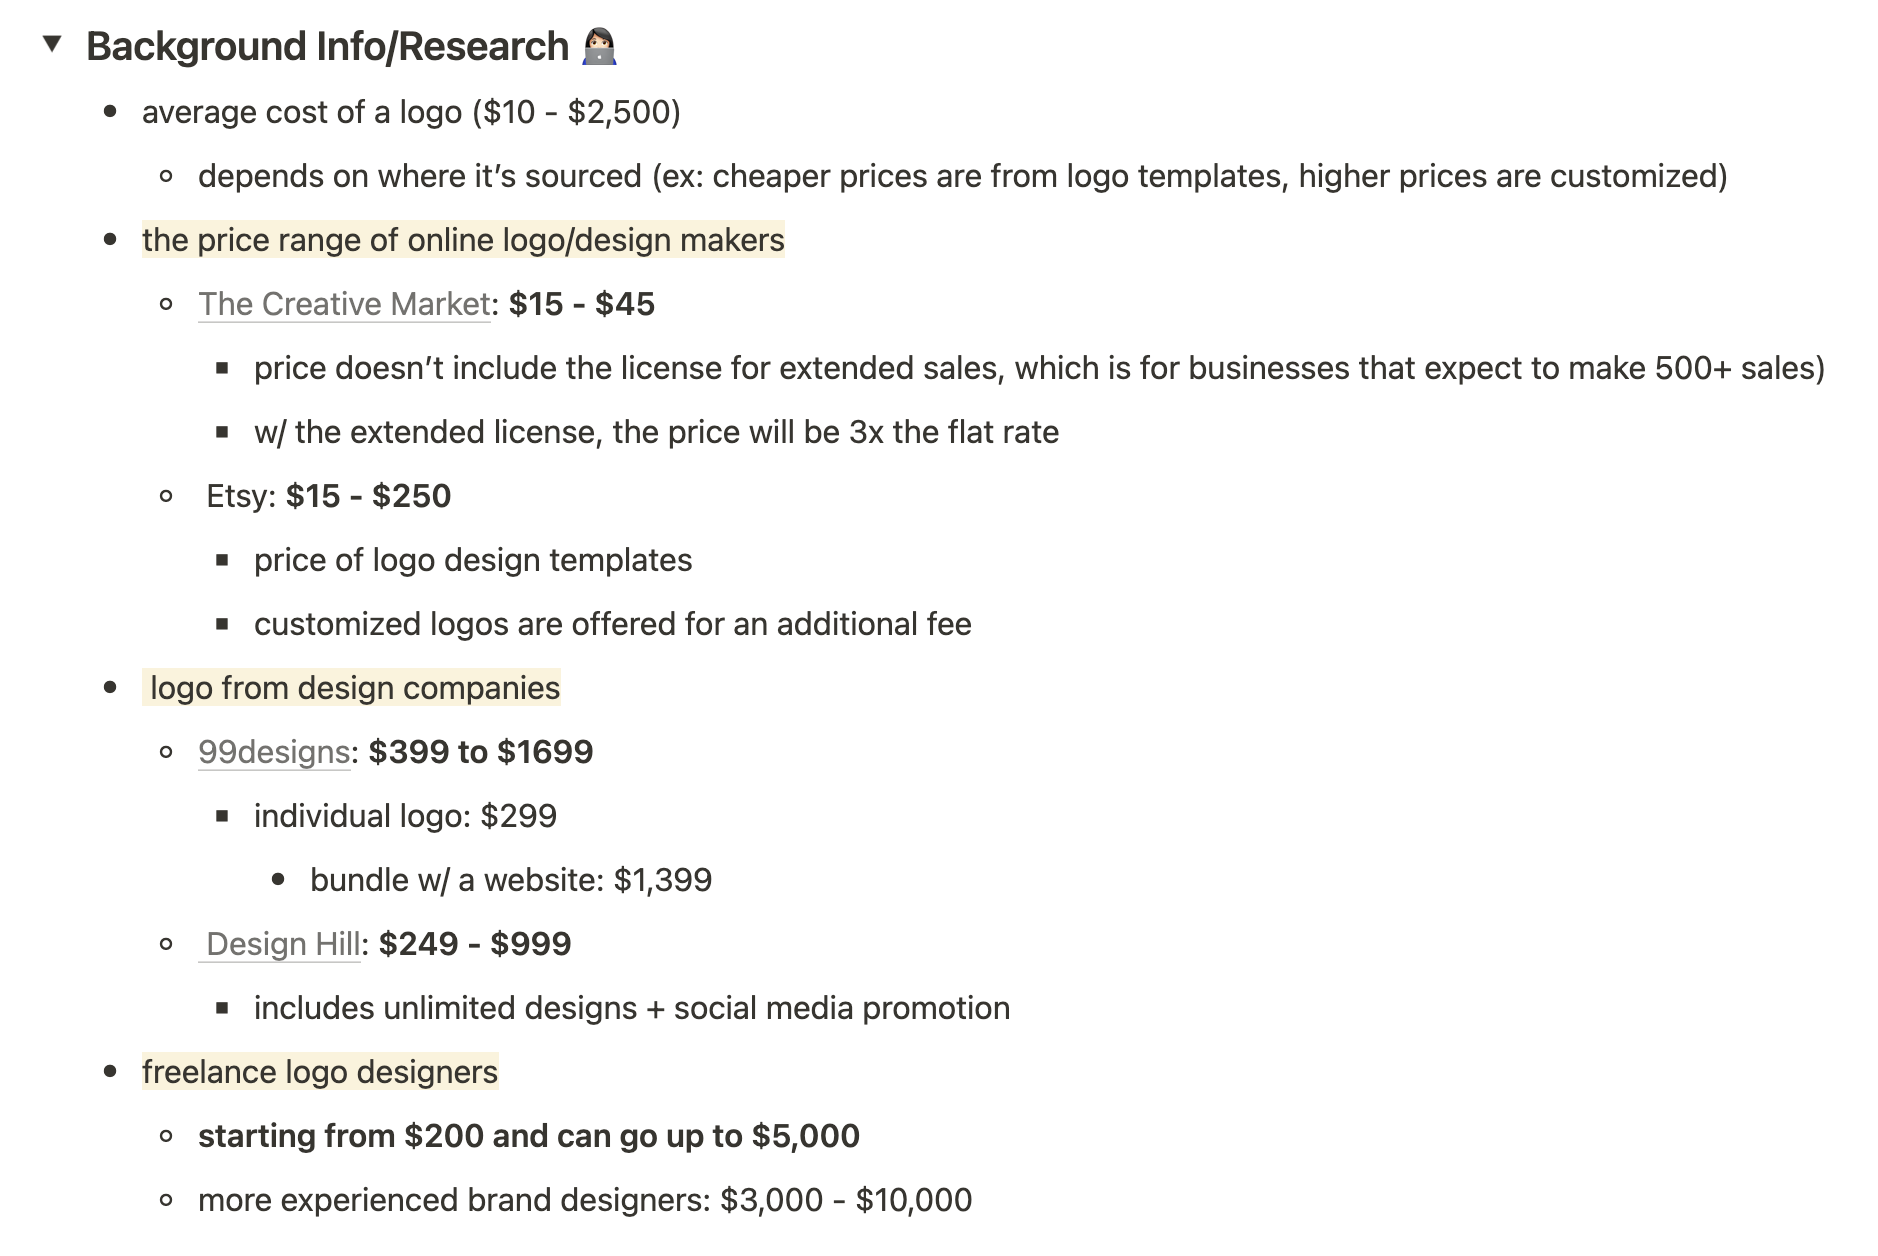 Background Info/Research
average cost of a logo ($10 - $2,500)
depends on where it’s sourced (ex: cheaper prices are from logo templates, higher prices are customized)
the price range of online logo/design makers
The Creative Market: $15 - $45
price doesn’t include the license for extended sales, which is for businesses that expect to make 500+ sales)
w/ the extended license, the price will be 3x the flat rate
Etsy: $15 - $250
price of logo design templates
customized logos are offered for an additional fee
logo from design companies
99designs: $399 to $1699
individual logo: $299
bundle w/ a website: $1,399
Design Hill: $249 - $999
includes unlimited designs + social media promotion
freelance logo designers
starting from $200 and can go up to $5,000
more experienced brand designers: $3,000 - $10,000